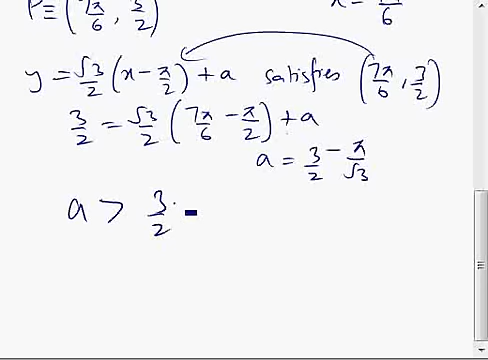 P≡(7π/6, 3/2)
y = √3/2 (x − π/2) + a satisfies (7π/6, 3/2)
3/2 = √3/2 (7π/6 − π/2) + a
a = 3/2 − π/√3
a > 3/2 -